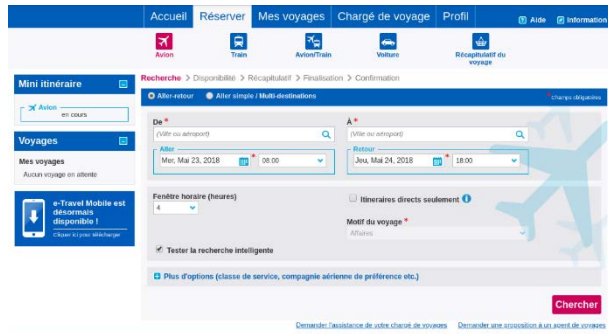 Accueil Réserver Mes voyages Chargé de voyage Profil Aide Information
Avion Train Avion/Train Voiture Récapitulatif du voyage
Recherche > Disponibilité > Récapitulatif > Finalisation > Confirmation
Mini itinéraire
Avion
en cours
Voyages
Mes voyages
Aucun voyage en attente
e-Travel Mobile est
désormais
disponible !
Cliquer ici pour télécharger
Aller-retour Aller simple / Multi-destinations * Champs obligatoires
De * À *
(Ville ou aéroport) (Ville ou aéroport)
Aller Retour
Mer, Mai 23, 2018 * 08:00 Jeu, Mai 24, 2018 * 18:00
Fenêtre horaire (heures) Itineraires directs seulement
4
Motif du voyage *
Affaires
Tester la recherche intelligente
Plus d'options (classe de service, compagnie aérienne de préférence etc.)
Chercher
Demander l'assistance de votre chargé de voyages Demander une proposition à un agent de voyages